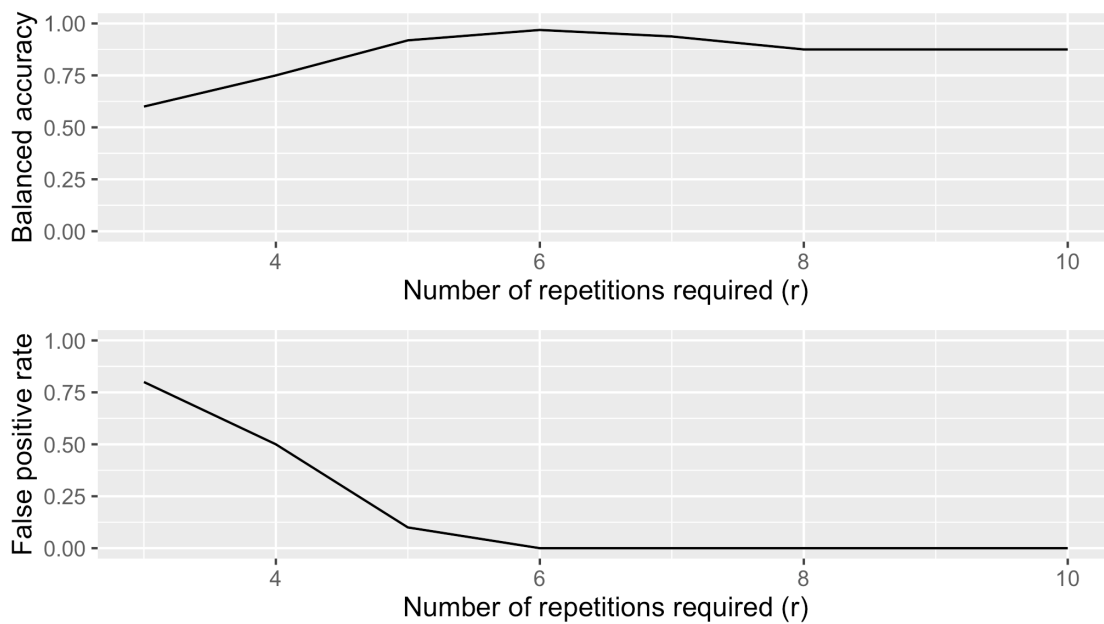 Balanced accuracy
1.00
0.75
0.50
0.25
0.00
4 6 8 10
Number of repetitions required (r)
False positive rate
1.00
0.75
0.50
0.25
0.00
4 6 8 10
Number of repetitions required (r)